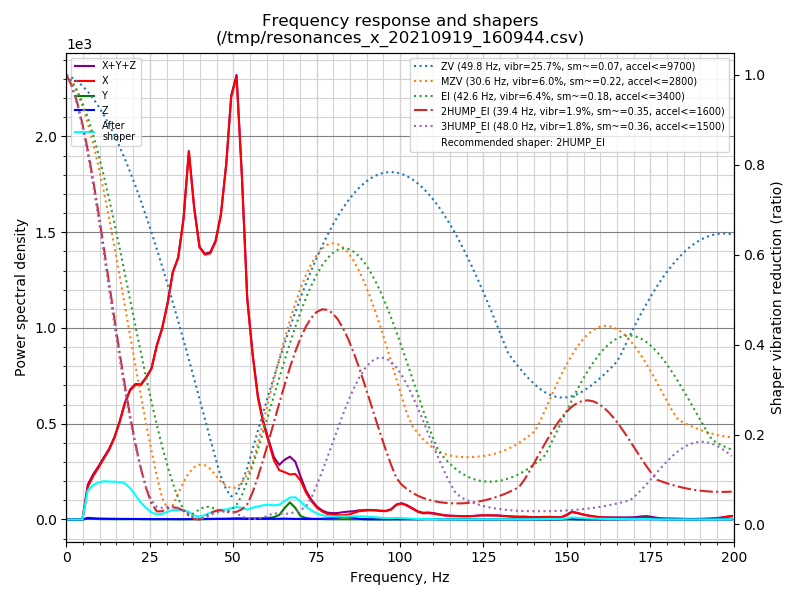 Frequency response and shapers
(/tmp/resonances_x_20210919_160944.csv)
1e3
X+Y+Z
X
Y
Z
After
shaper
ZV (49.8 Hz, vibr=25.7%, sm~=0.07, accel<=9700)
MZV (30.6 Hz, vibr=6.0%, sm~=0.22, accel<=2800)
EI (42.6 Hz, vibr=6.4%, sm~=0.18, accel<=3400)
2HUMP_EI (39.4 Hz, vibr=1.9%, sm~=0.35, accel<=1600)
3HUMP_EI (48.0 Hz, vibr=1.8%, sm~=0.36, accel<=1500)
Recommended shaper: 2HUMP_EI
Power spectral density
2.0
1.5
1.0
0.5
0.0
1.0
0.8
0.6
0.4
0.2
0.0
Shaper vibration reduction (ratio)
0 25 50 75 100 125 150 175 200
Frequency, Hz